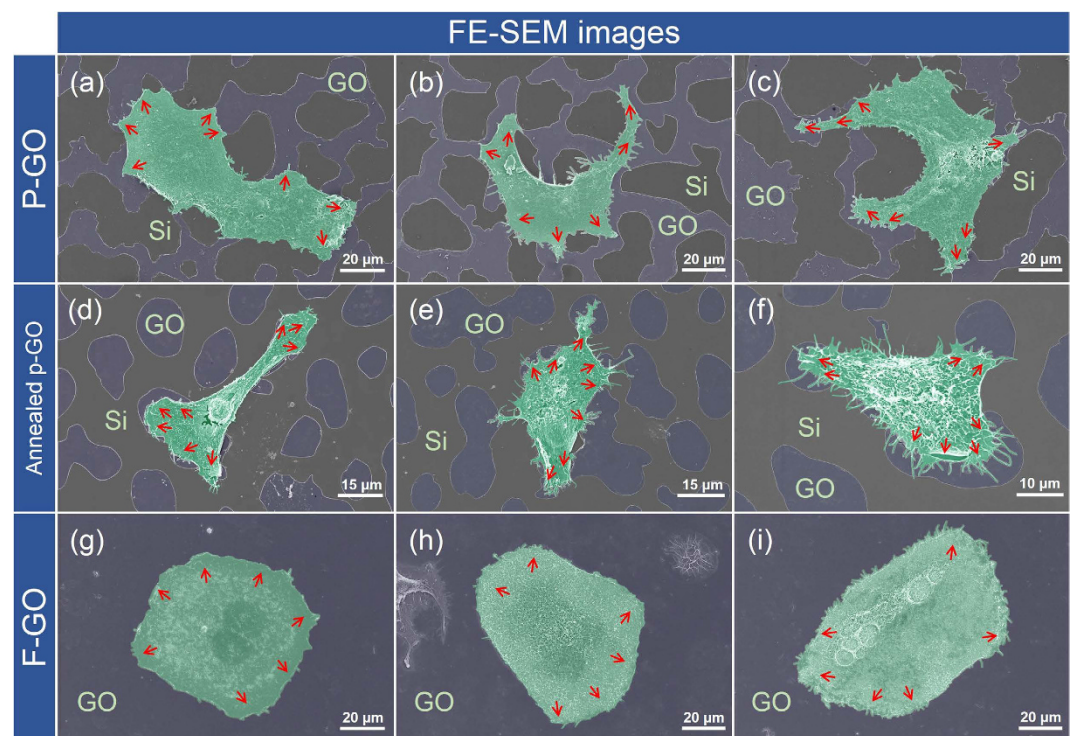 FE-SEM images
P-GO
(a)
GO
Si
20 µm
(b)
Si
GO
20 µm
(c)
GO
Si
20 µm
Annealed p-GO
(d)
GO
Si
15 µm
(e)
GO
Si
15 µm
(f)
Si
GO
10 µm
F-GO
(g)
GO
20 µm
(h)
20 µm
(i)
GO
20 µm